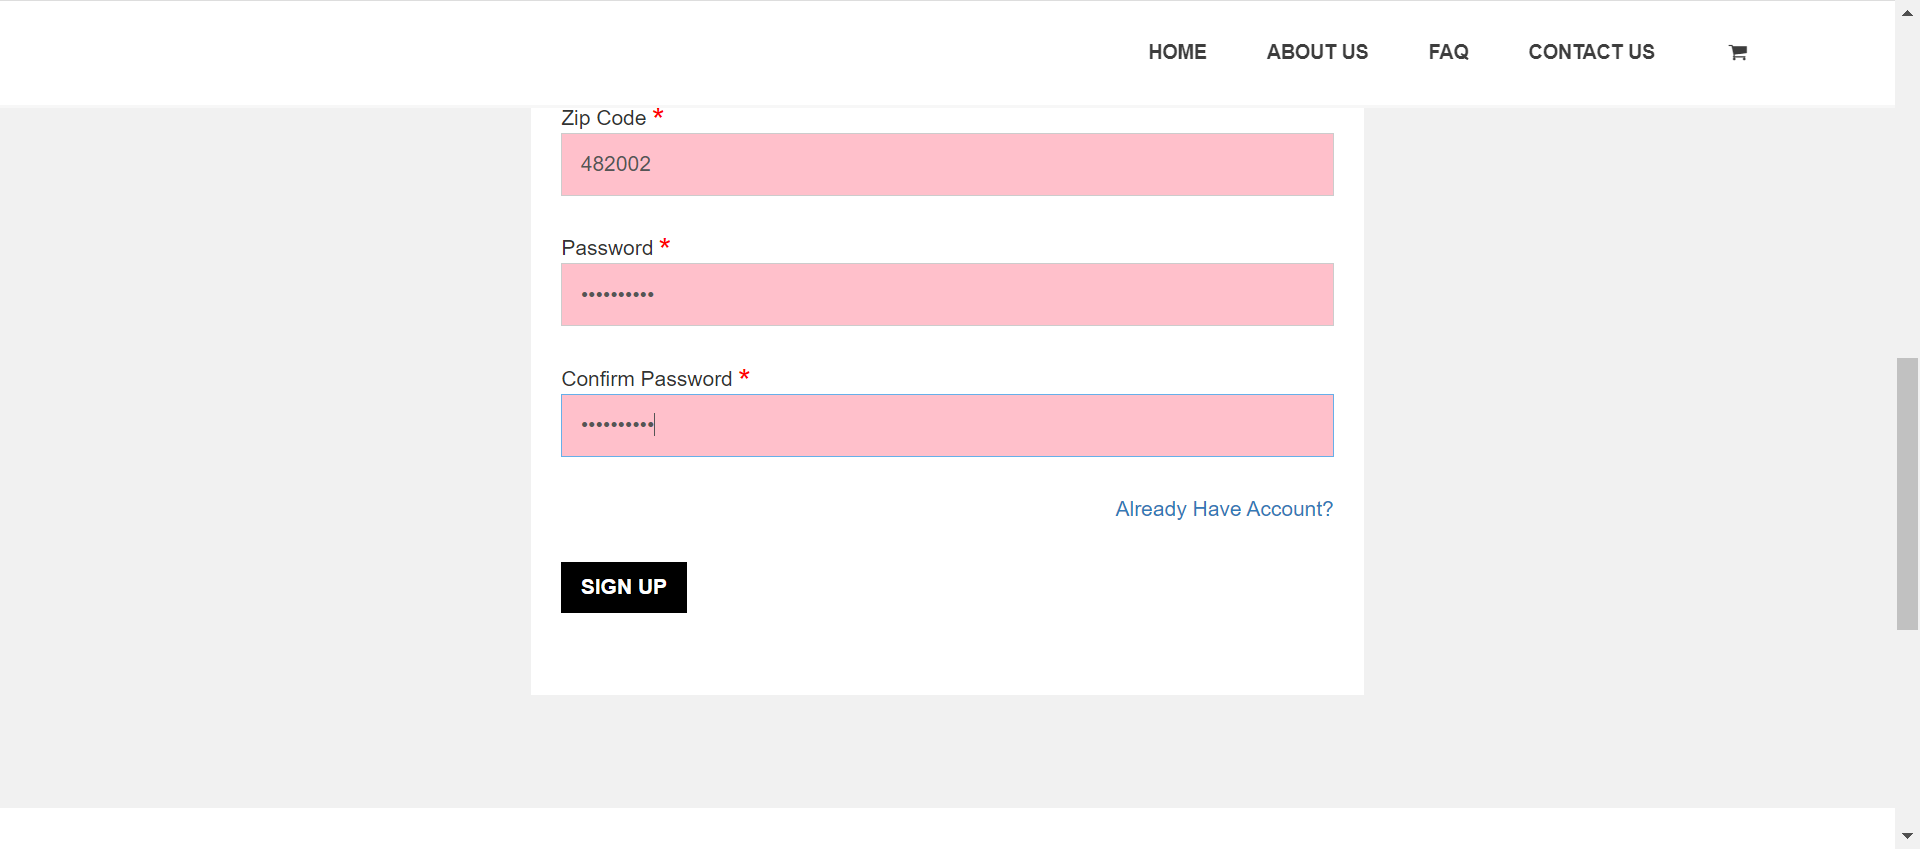 HOME ABOUT US FAQ CONTACT US
Zip Code *
482002
Password *
••••••••••
Confirm Password *
••••••••••
Already Have Account?
SIGN UP